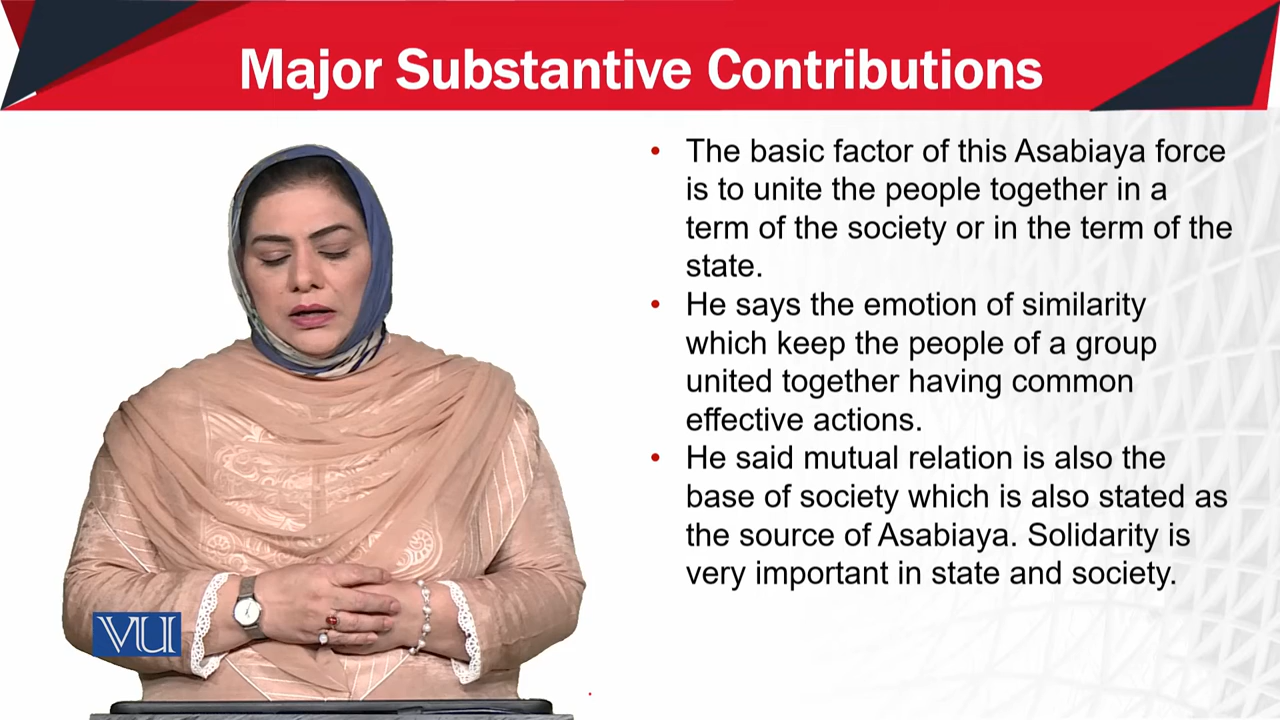 Major Substantive Contributions
• The basic factor of this Asabiaya force
is to unite the people together in a
term of the society or in the term of the
state.
• He says the emotion of similarity
which keep the people of a group
united together having common
effective actions.
• He said mutual relation is also the
base of society which is also stated as
the source of Asabiaya. Solidarity is
very important in state and society.
VU